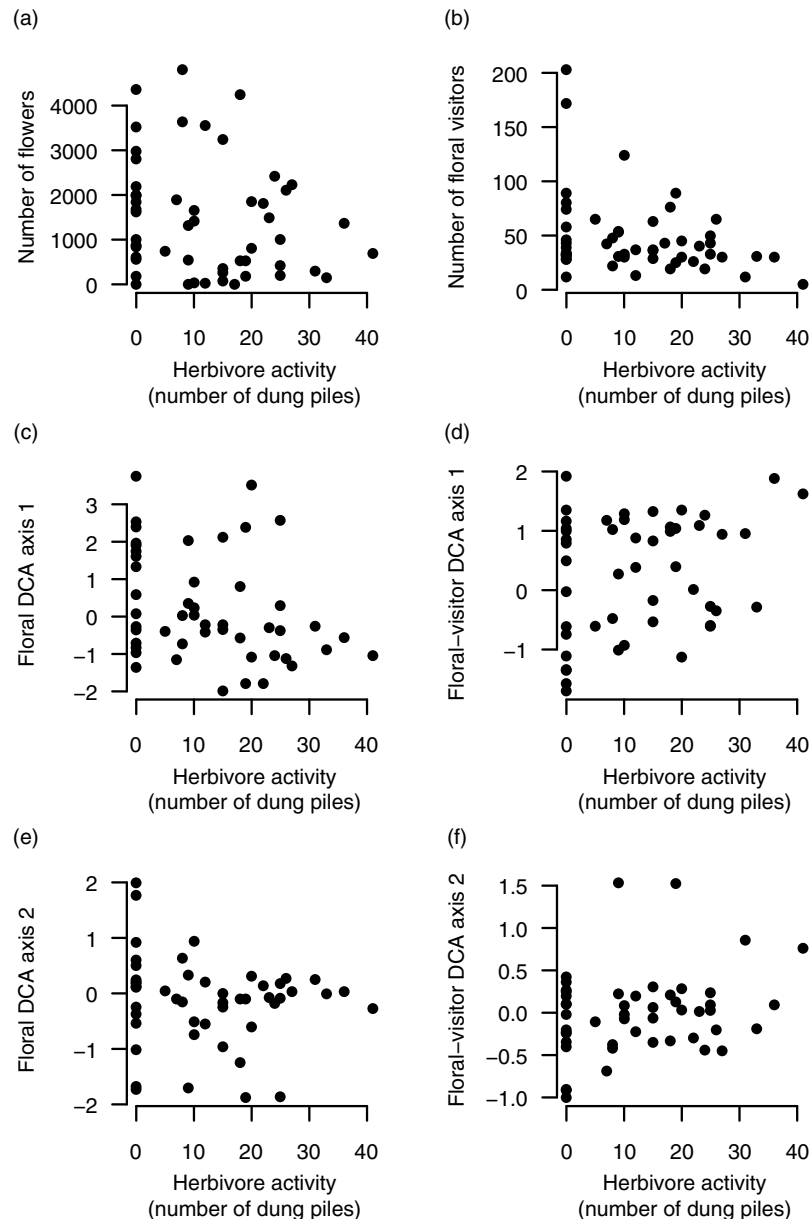 (a)
Number of flowers
4000
3000
2000
1000
0
0 10 20 30 40
Herbivore activity
(number of dung piles)
(b)
Number of floral visitors
200
150
100
50
0
0 10 20 30 40
Herbivore activity
(number of dung piles)
(c)
Floral DCA axis 1
3
2
1
0
−1
−2
0 10 20 30 40
Herbivore activity
(number of dung piles)
(d)
Floral−visitor DCA axis 1
2
1
0
−1
0 10 20 30 40
Herbivore activity
(number of dung piles)
(e)
Floral DCA axis 2
2
1
0
−1
−2
0 10 20 30 40
Herbivore activity
(number of dung piles)
(f)
Floral−visitor DCA axis 2
1.5
1.0
0.5
0.0
−0.5
−1.0
0 10 20 30 40
Herbivore activity
(number of dung piles)